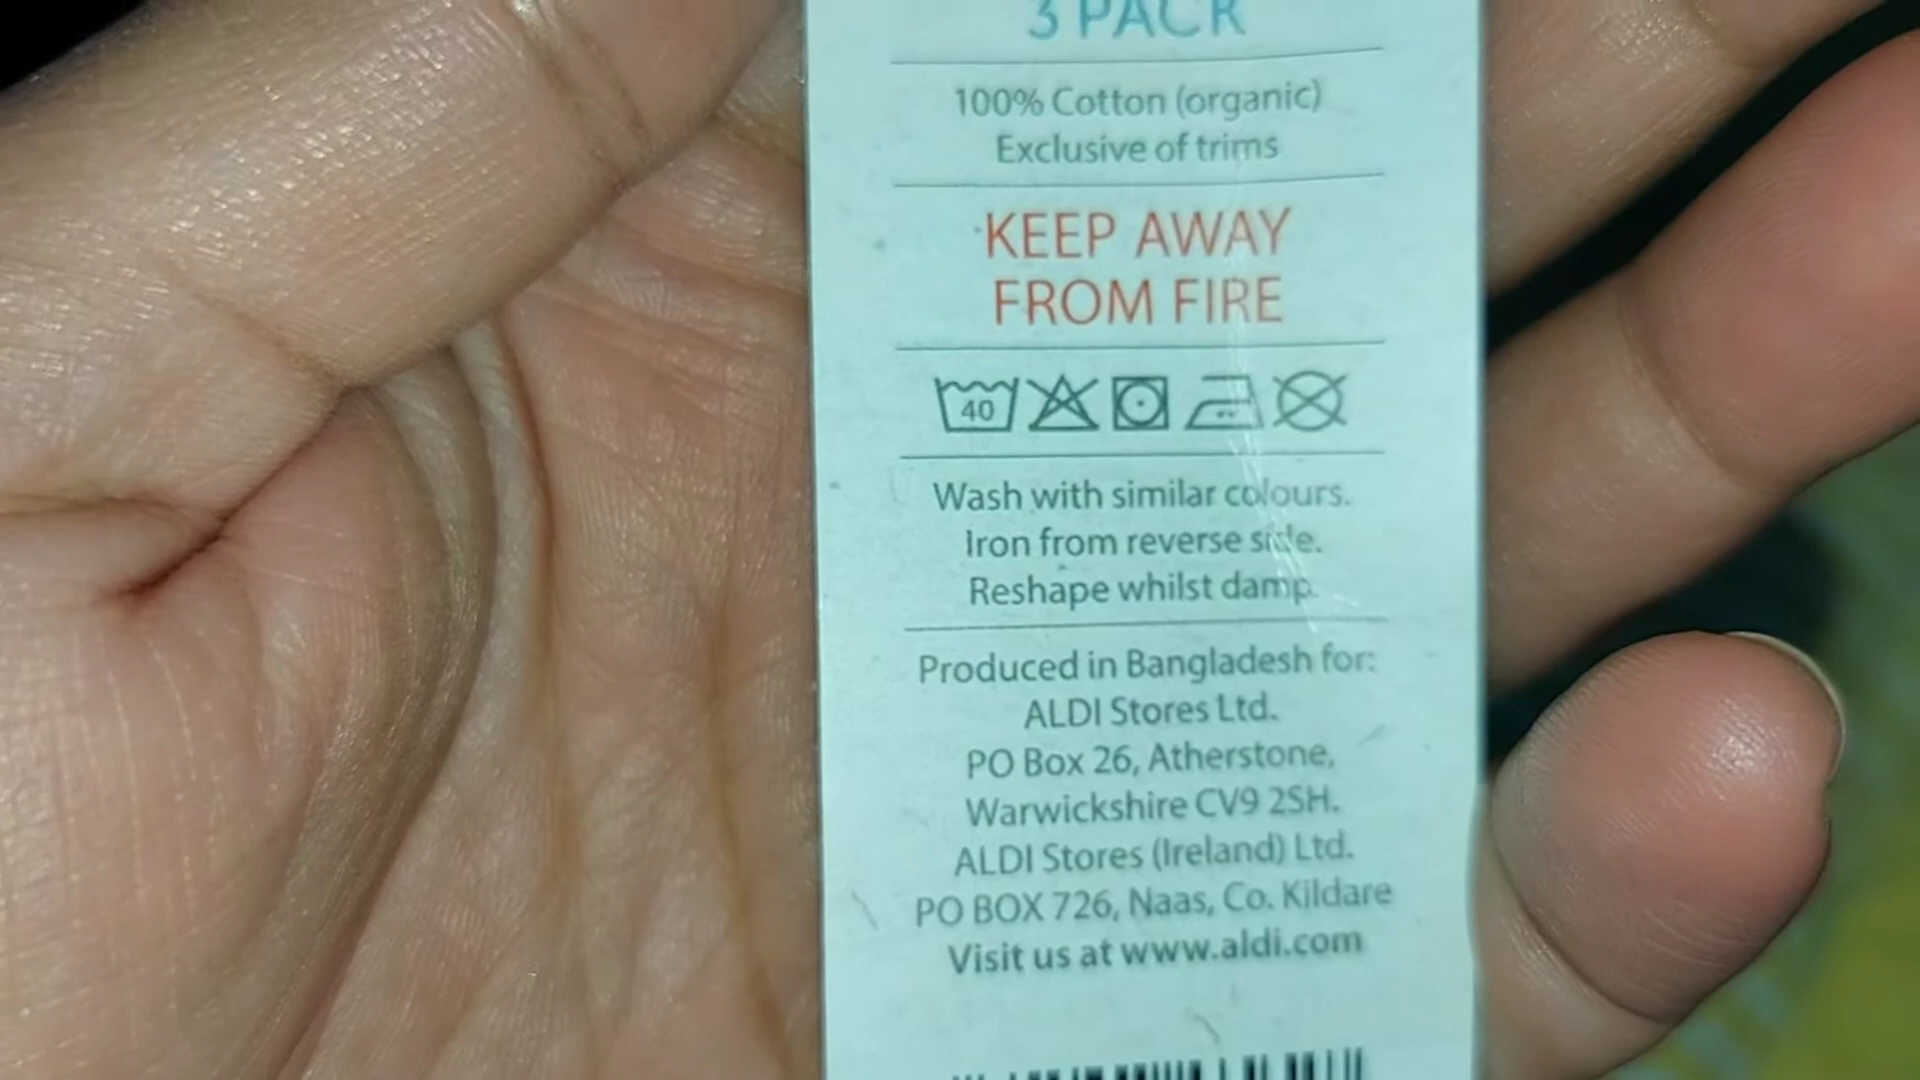 3 PACK
100% Cotton (organic)
Exclusive of trims
KEEP AWAY
FROM FIRE
40
Wash with similar colours.
Iron from reverse side.
Reshape whilst damp.
Produced in Bangladesh for:
ALDI Stores Ltd.
PO Box 26, Atherstone,
Warwickshire CV9 2SH.
ALDI Stores (Ireland) Ltd.
PO BOX 726, Naas, Co. Kildare
Visit us at www.aldi.com